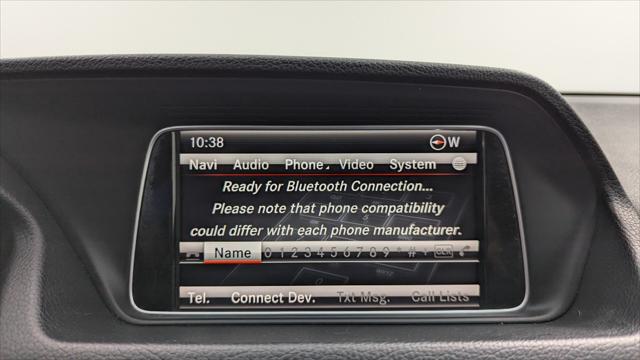 10:38 W
Navi Audio Phone Video System
Ready for Bluetooth Connection...
Please note that phone compatibility
could differ with each phone manufacturer.
Name 0 1 2 3 4 5 6 7 8 9 * # + CLR
Tel. Connect Dev. Txt Msg. Call Lists